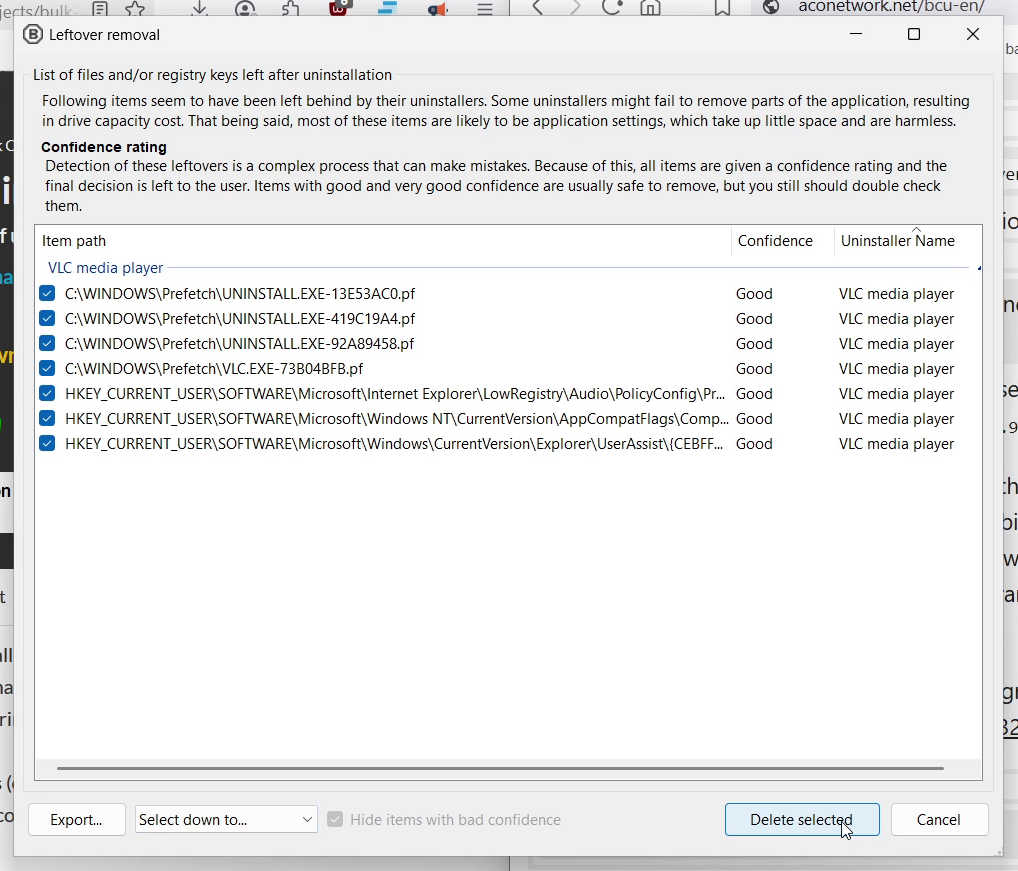 jects/bulk-
aconetwork.net/bcu-en/
Leftover removal
List of files and/or registry keys left after uninstallation
Following items seem to have been left behind by their uninstallers. Some uninstallers might fail to remove parts of the application, resulting
in drive capacity cost. That being said, most of these items are likely to be application settings, which take up little space and are harmless.
Confidence rating
Detection of these leftovers is a complex process that can make mistakes. Because of this, all items are given a confidence rating and the
final decision is left to the user. Items with good and very good confidence are usually safe to remove, but you still should double check
them.
Item path Confidence Uninstaller Name
VLC media player
C:\WINDOWS\Prefetch\UNINSTALL.EXE-13E53AC0.pf Good VLC media player
C:\WINDOWS\Prefetch\UNINSTALL.EXE-419C19A4.pf Good VLC media player
C:\WINDOWS\Prefetch\UNINSTALL.EXE-92A89458.pf Good VLC media player
C:\WINDOWS\Prefetch\VLC.EXE-73B04BFB.pf Good VLC media player
HKEY_CURRENT_USER\SOFTWARE\Microsoft\Internet Explorer\LowRegistry\Audio\PolicyConfig\Pr... Good VLC media player
HKEY_CURRENT_USER\SOFTWARE\Microsoft\Windows NT\CurrentVersion\AppCompatFlags\Comp... Good VLC media player
HKEY_CURRENT_USER\SOFTWARE\Microsoft\Windows\CurrentVersion\Explorer\UserAssist\{CEBFF... Good VLC media player
Export... Select down to... Hide items with bad confidence Delete selected Cancel